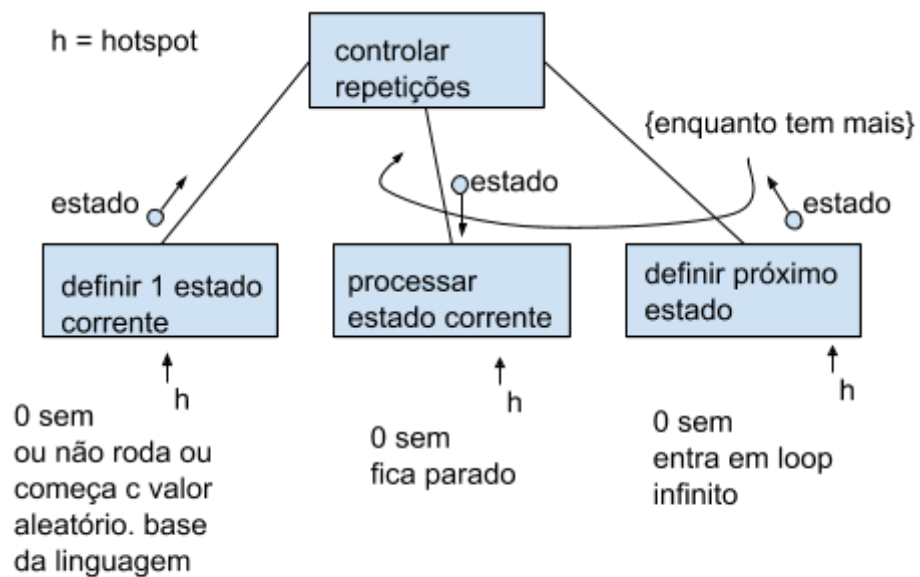 h = hotspot
controlar
repetições
{enquanto tem mais}
estado
estado
estado
definir 1 estado
corrente
processar
estado corrente
definir próximo
estado
h
0 sem
ou não roda ou
começa c valor
aleatório. base
da linguagem
h
0 sem
fica parado
h
0 sem
entra em loop
infinito